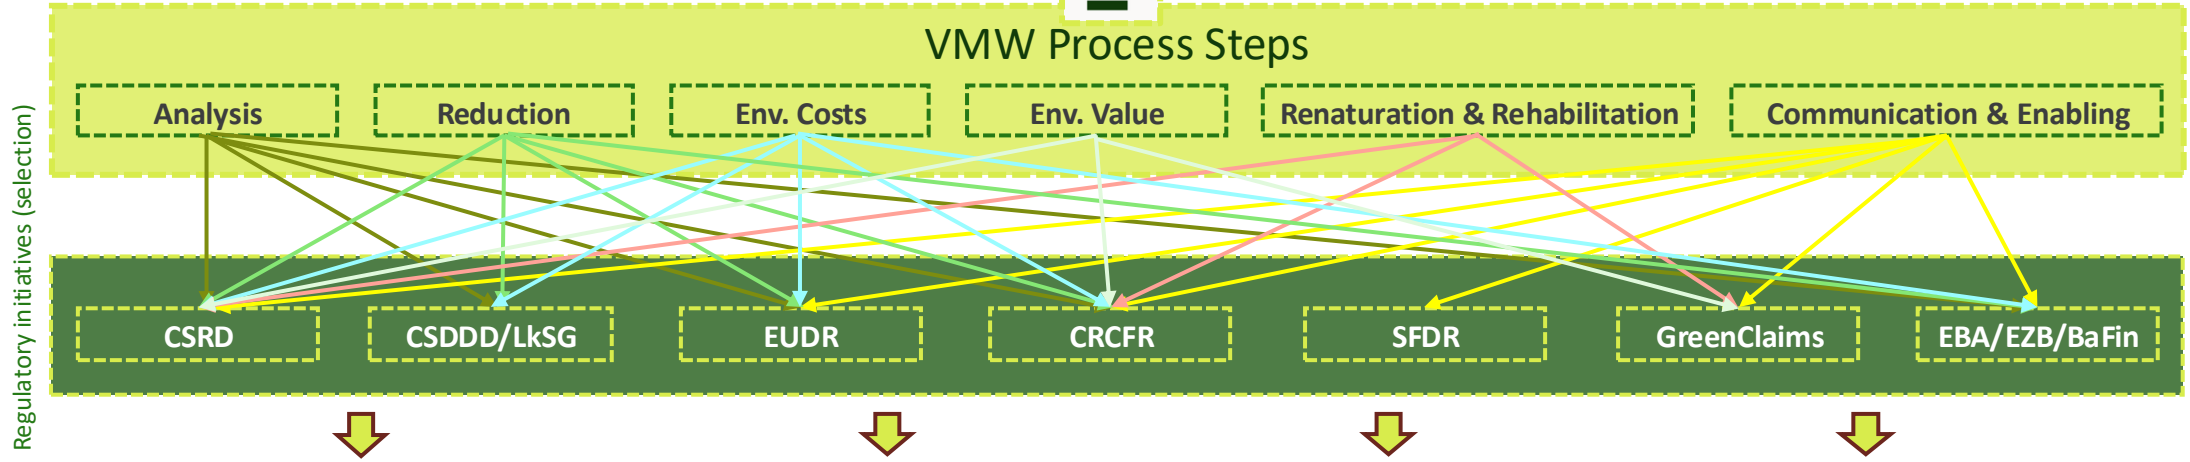 VMW Process Steps
Analysis
Reduction
Env. Costs
Env. Value
Renaturation & Rehabilitation
Communication & Enabling
Regulatory initiatives (selection)
CSRD
CSDDD/LkSG
EUDR
CRCFR
SFDR
GreenClaims
EBA/EZB/BaFin